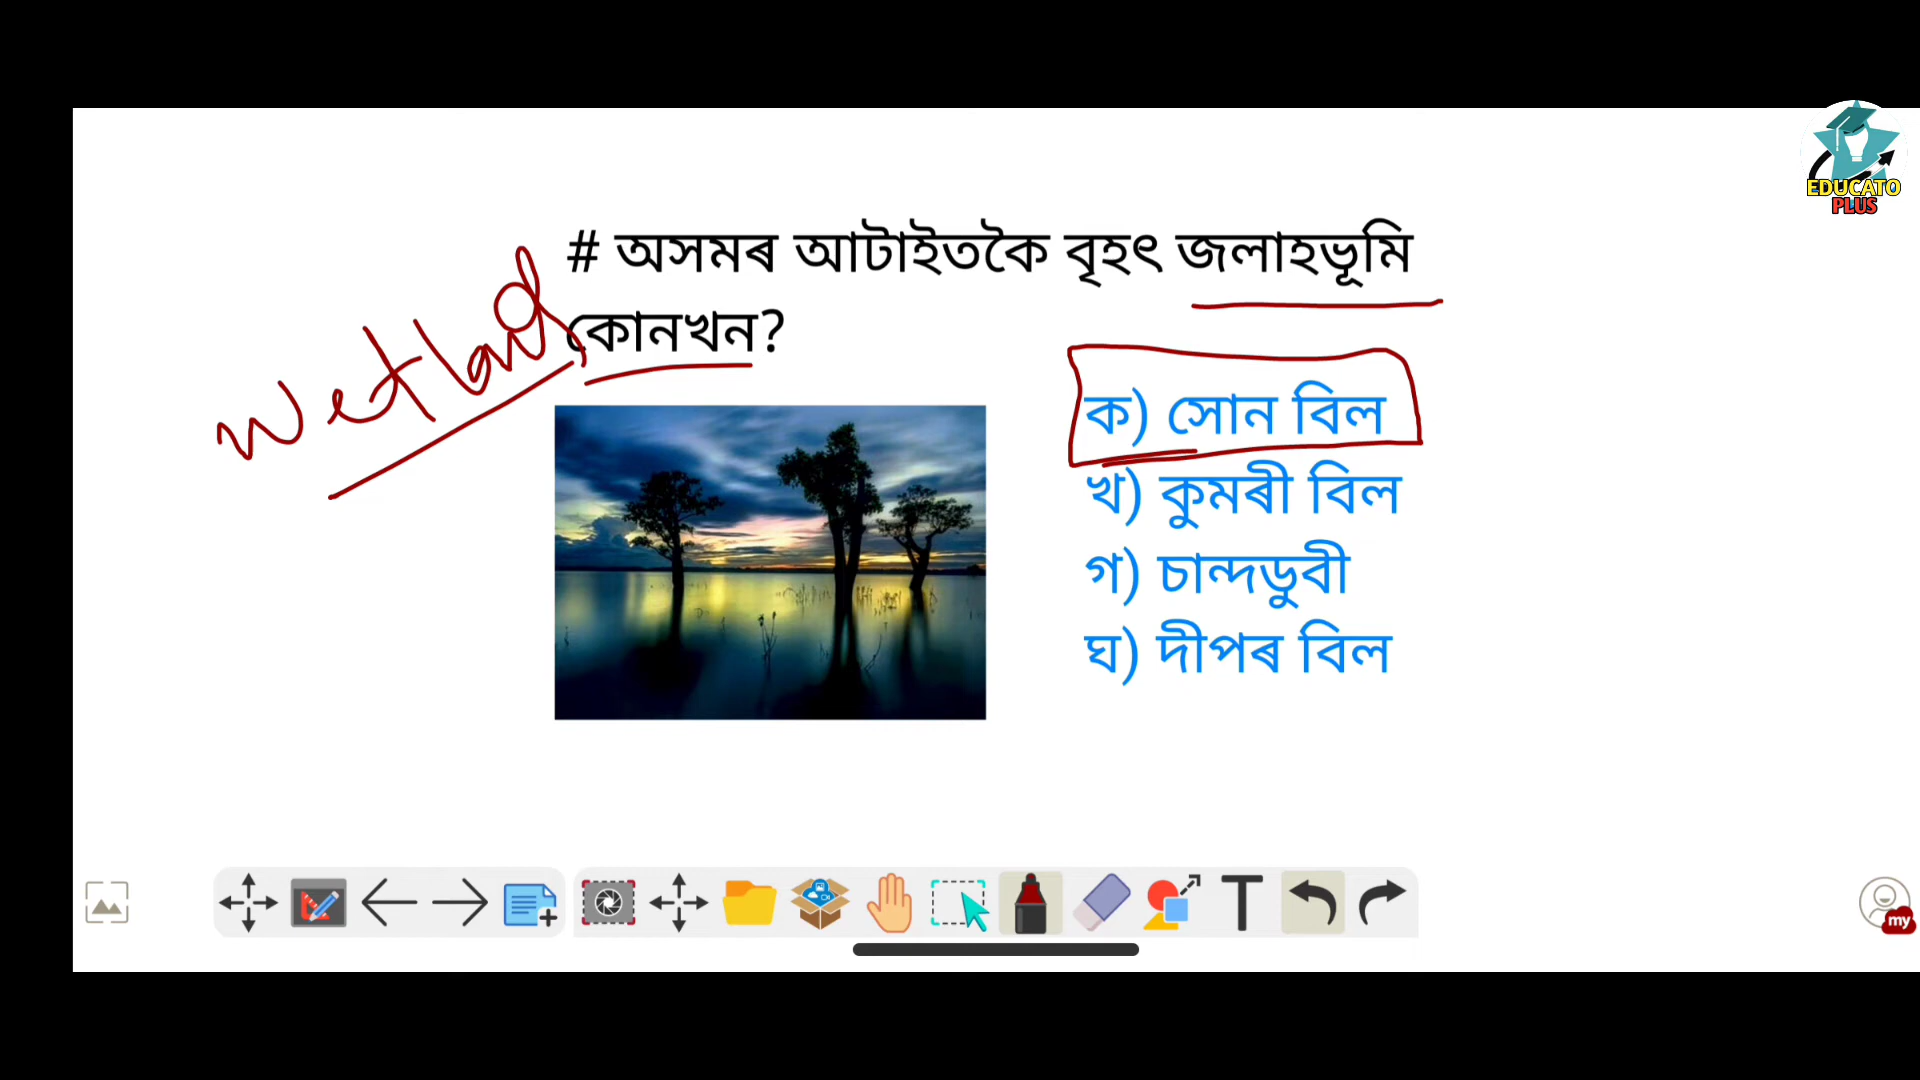 EDUCATO
PLUS
# অসমৰ আটাইতকৈ বৃহৎ জলাহভূমি
কোনখন?
Wetland
ক) সোন বিল
খ) কুমৰী বিল
গ) চান্দডুবী
ঘ) দীপৰ বিল
T
my